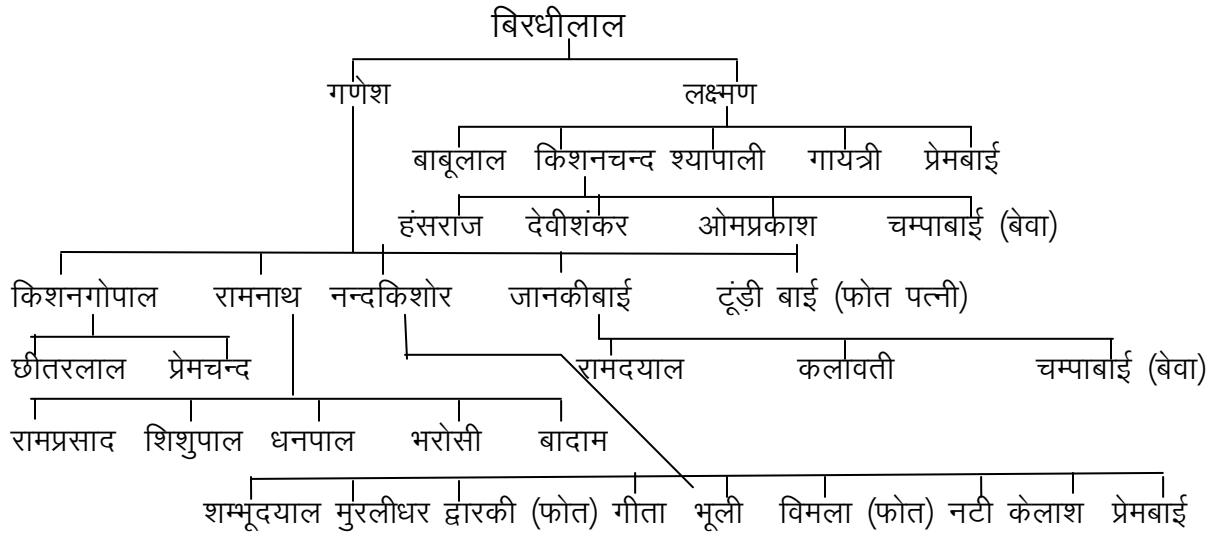 बिरधीलाल
गणेश लक्ष्मण
बाबूलाल किशनचन्द श्यापाली गायत्री प्रेमबाई
हंसराज देवीशंकर ओमप्रकाश चम्पाबाई (बेवा)
किशनगोपाल रामनाथ नन्दकिशोर जानकीबाई टूंड़ी बाई (फोत पत्नी)
छीतरलाल प्रेमचन्द रामदयाल कलावती चम्पाबाई (बेवा)
रामप्रसाद शिशुपाल धनपाल भरोसी बादाम
शम्भूदयाल मुरलीधर द्वारकी (फोत) गीता भूली विमला (फोत) नटी केलाश प्रेमबाई